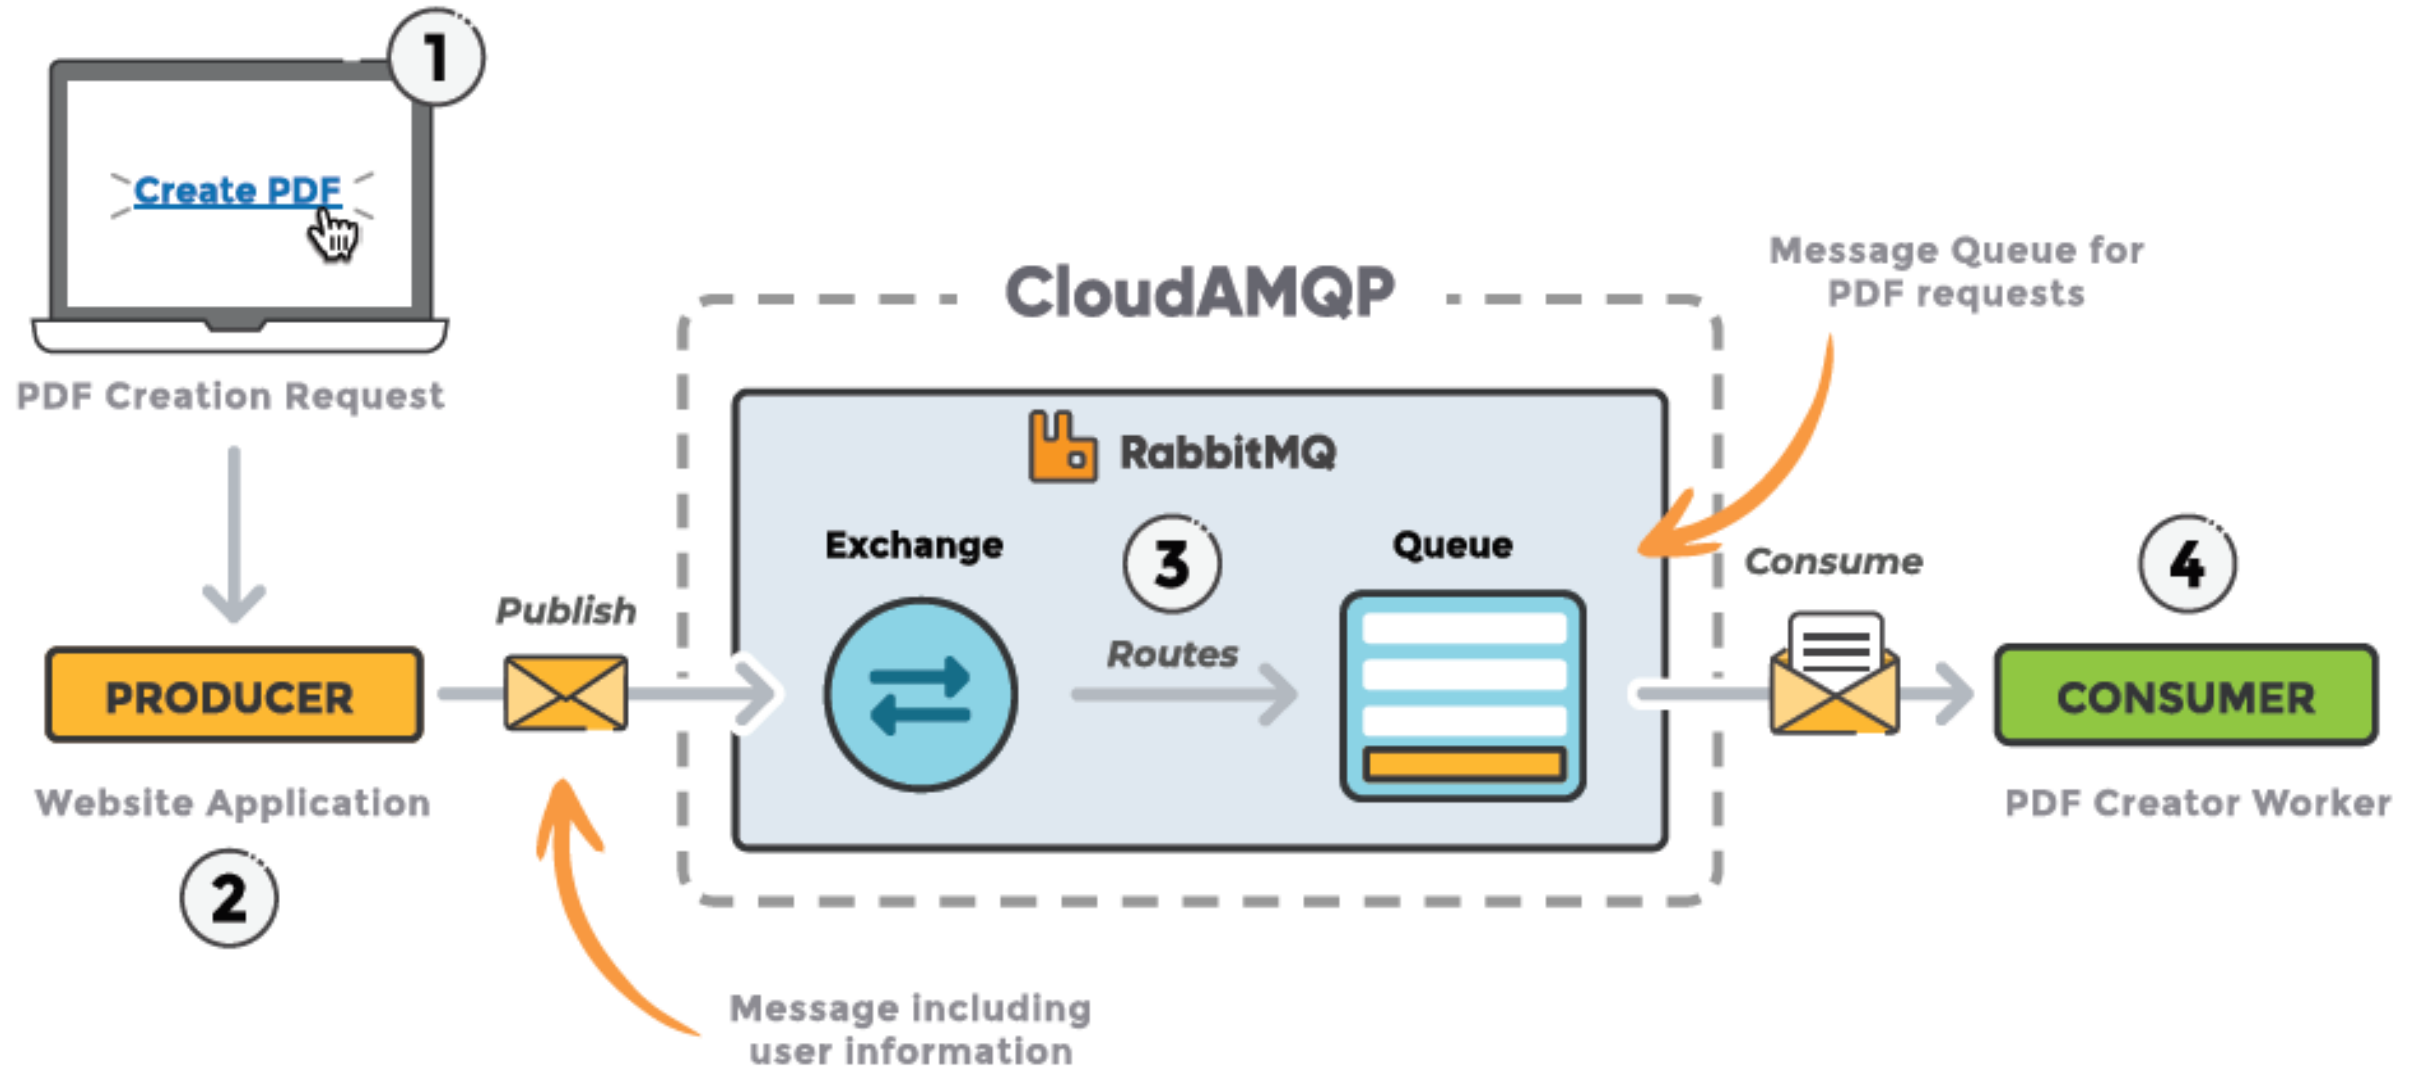 1
Create PDF
PDF Creation Request
PRODUCER
Website Application
2
Publish
Message including
user information
CloudAMQP
RabbitMQ
Exchange
3
Routes
Queue
Message Queue for
PDF requests
Consume
4
CONSUMER
PDF Creator Worker